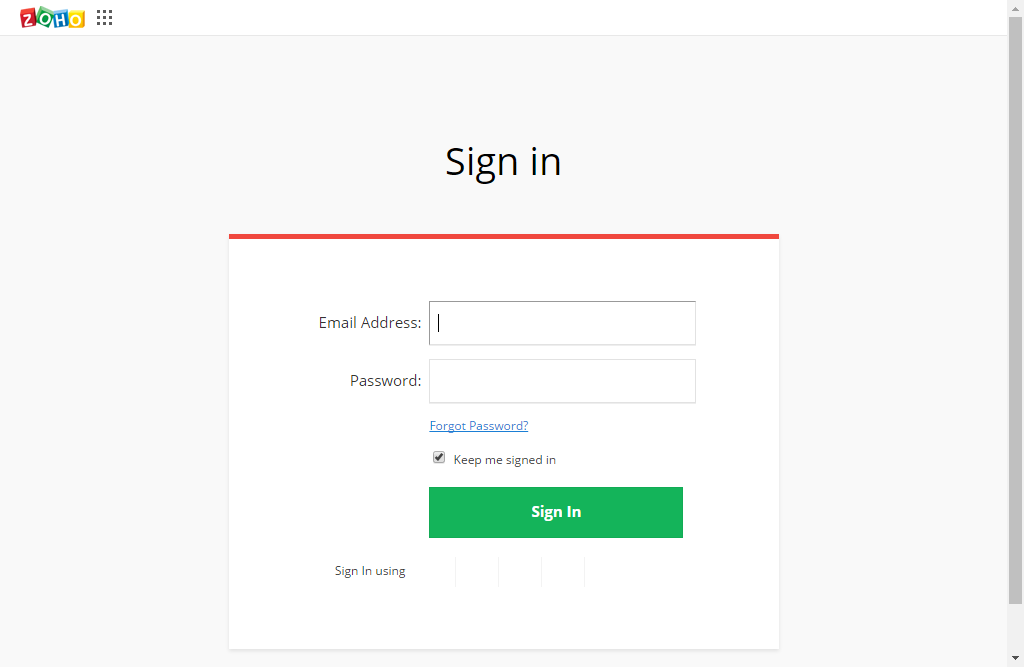 ZOHO
Sign in
Email Address:
Password:
Forgot Password?
Keep me signed in
Sign In
Sign In using